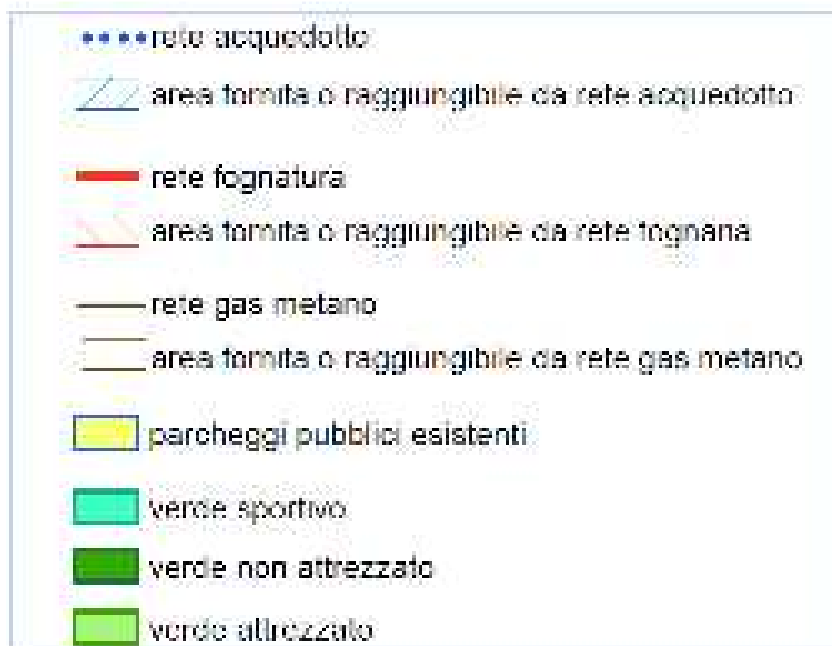 rete acquedotto
area fornita o raggiungibile da rete acquedotto
rete fognatura
area fornita o raggiungibile da rete fognaria
rete gas metano
area fornita o raggiungibile da rete gas metano
parcheggi pubblici esistenti
verde sportivo
verde non attrezzato
verde attrezzato